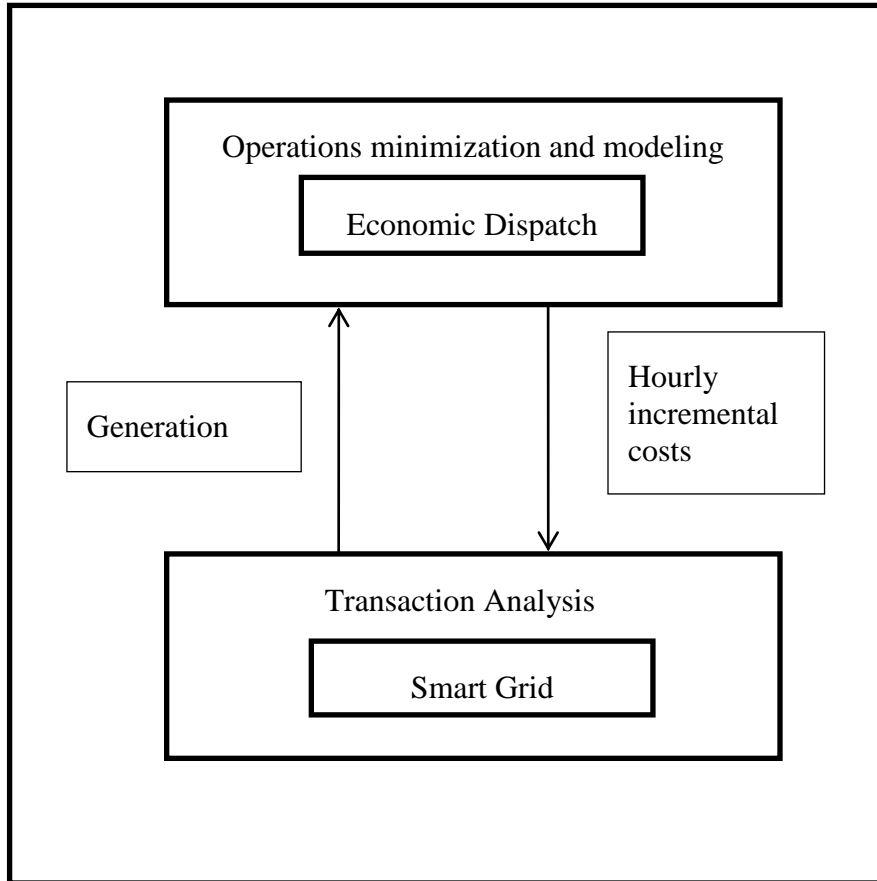 Operations minimization and modeling
Economic Dispatch
Generation
Hourly
incremental
costs
Transaction Analysis
Smart Grid